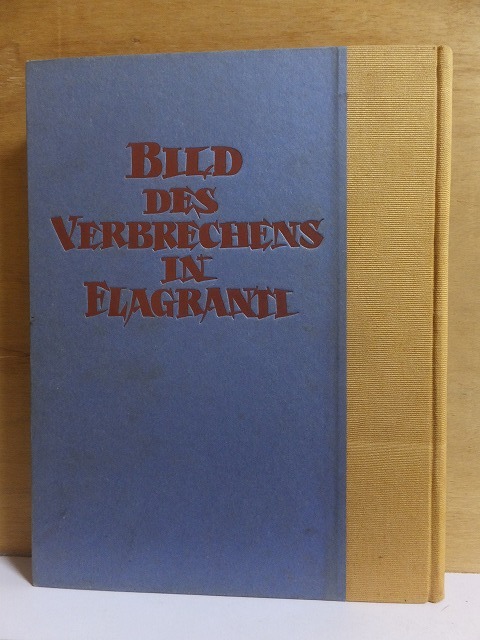 BILD
DES
VERBRECHENS
IN
FLAGRANTI